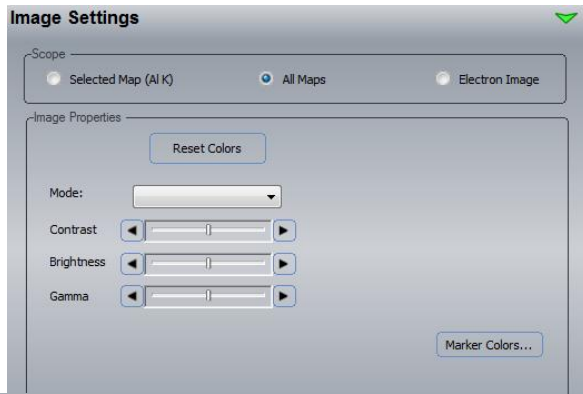 Image Settings
Scope
Selected Map (Al K)
All Maps
Electron Image
Image Properties
Reset Colors
Mode:
Contrast
Brightness
Gamma
Marker Colors...